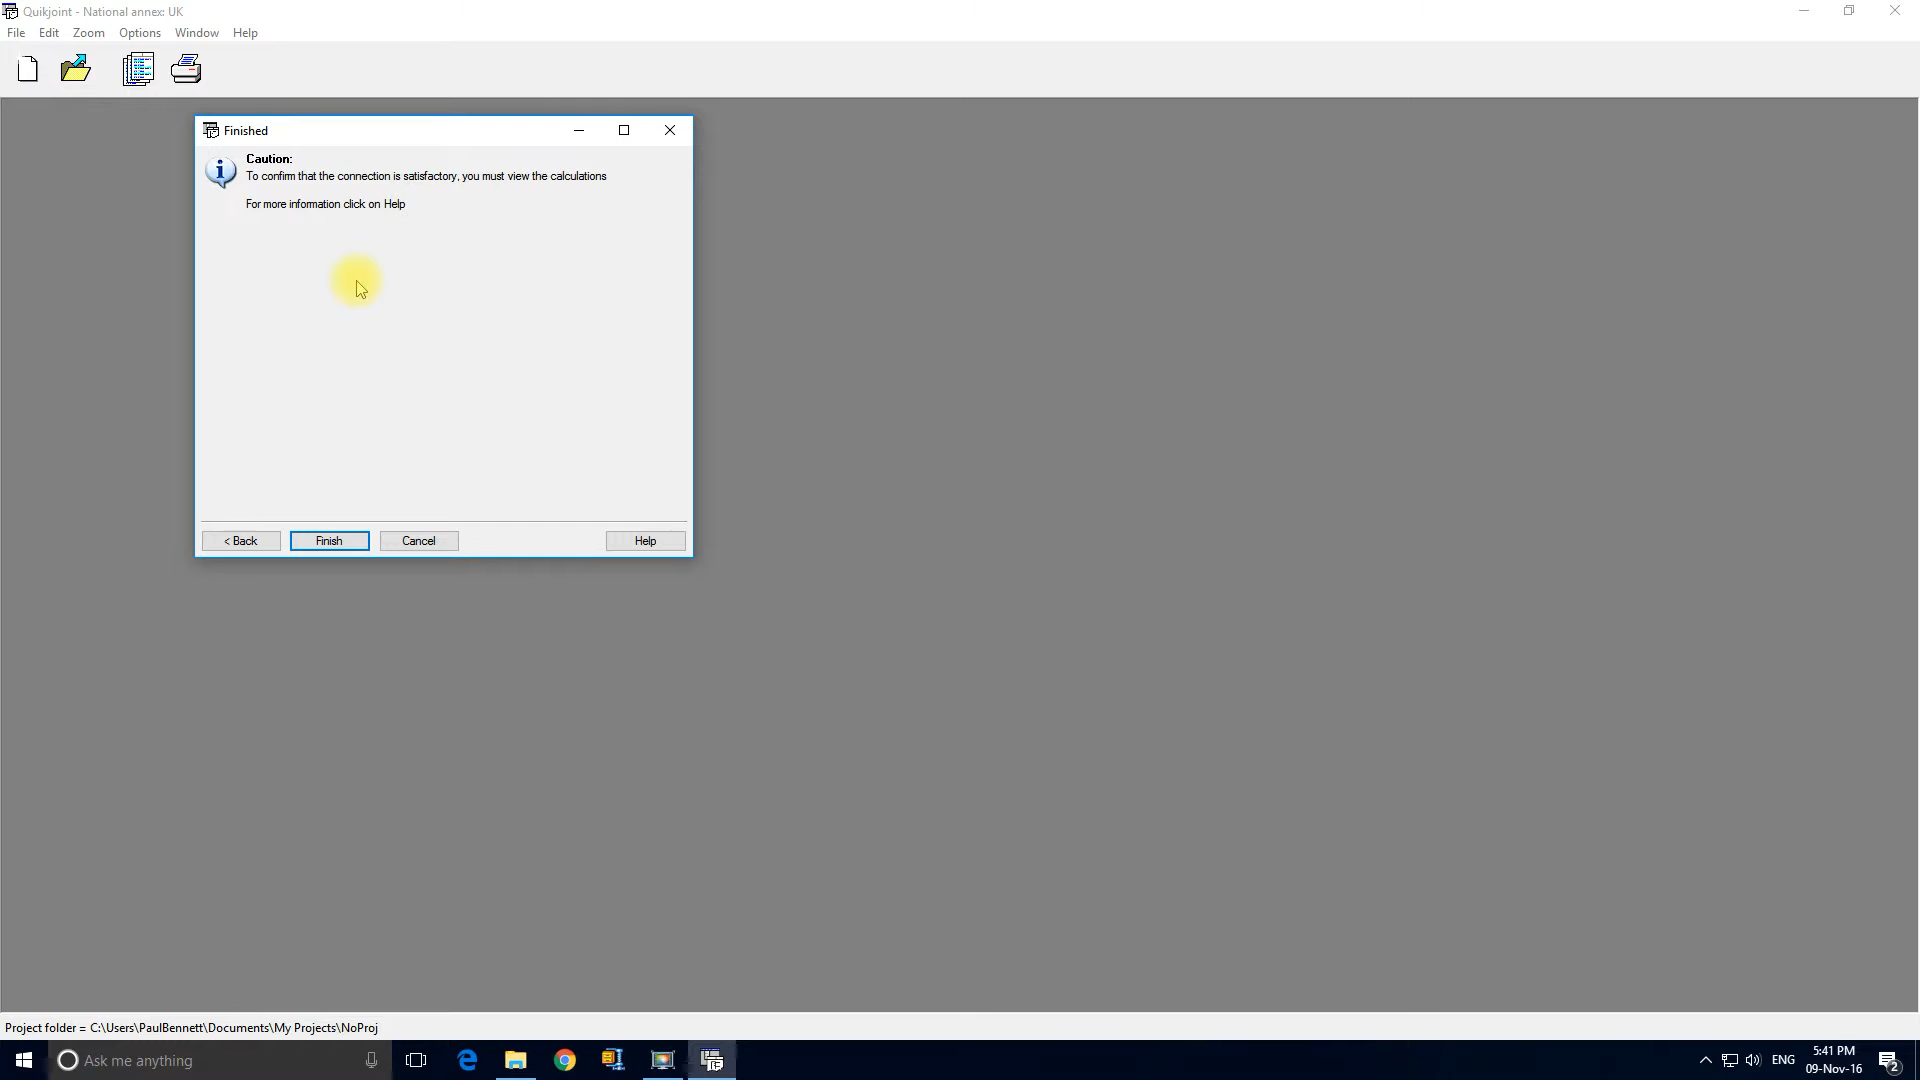 Quikjoint - National annex: UK
File Edit Zoom Options Window Help
Finished
Caution:
To confirm that the connection is satisfactory, you must view the calculations
For more information click on Help
< Back Finish Cancel Help
Project folder = C:\Users\PaulBennett\Documents\My Projects\NoProj
Ask me anything
ENG
5:41 PM
09-Nov-16
2